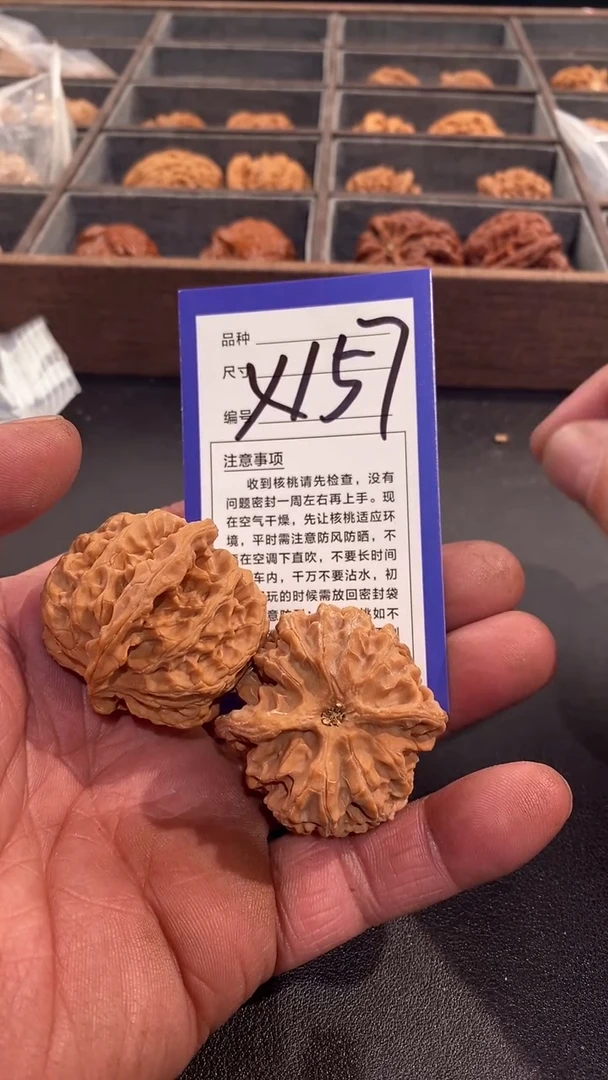 品种
尺寸
编号
X157
注意事项
收到核桃请先检查，没有
问题密封一周左右再上手。现
在空气干燥，先让核桃适应环
境，平时需注意防风防晒，不
在空调下直吹，不要长时间
车内，千万不要沾水，初
玩的时候需放回密封袋
如不